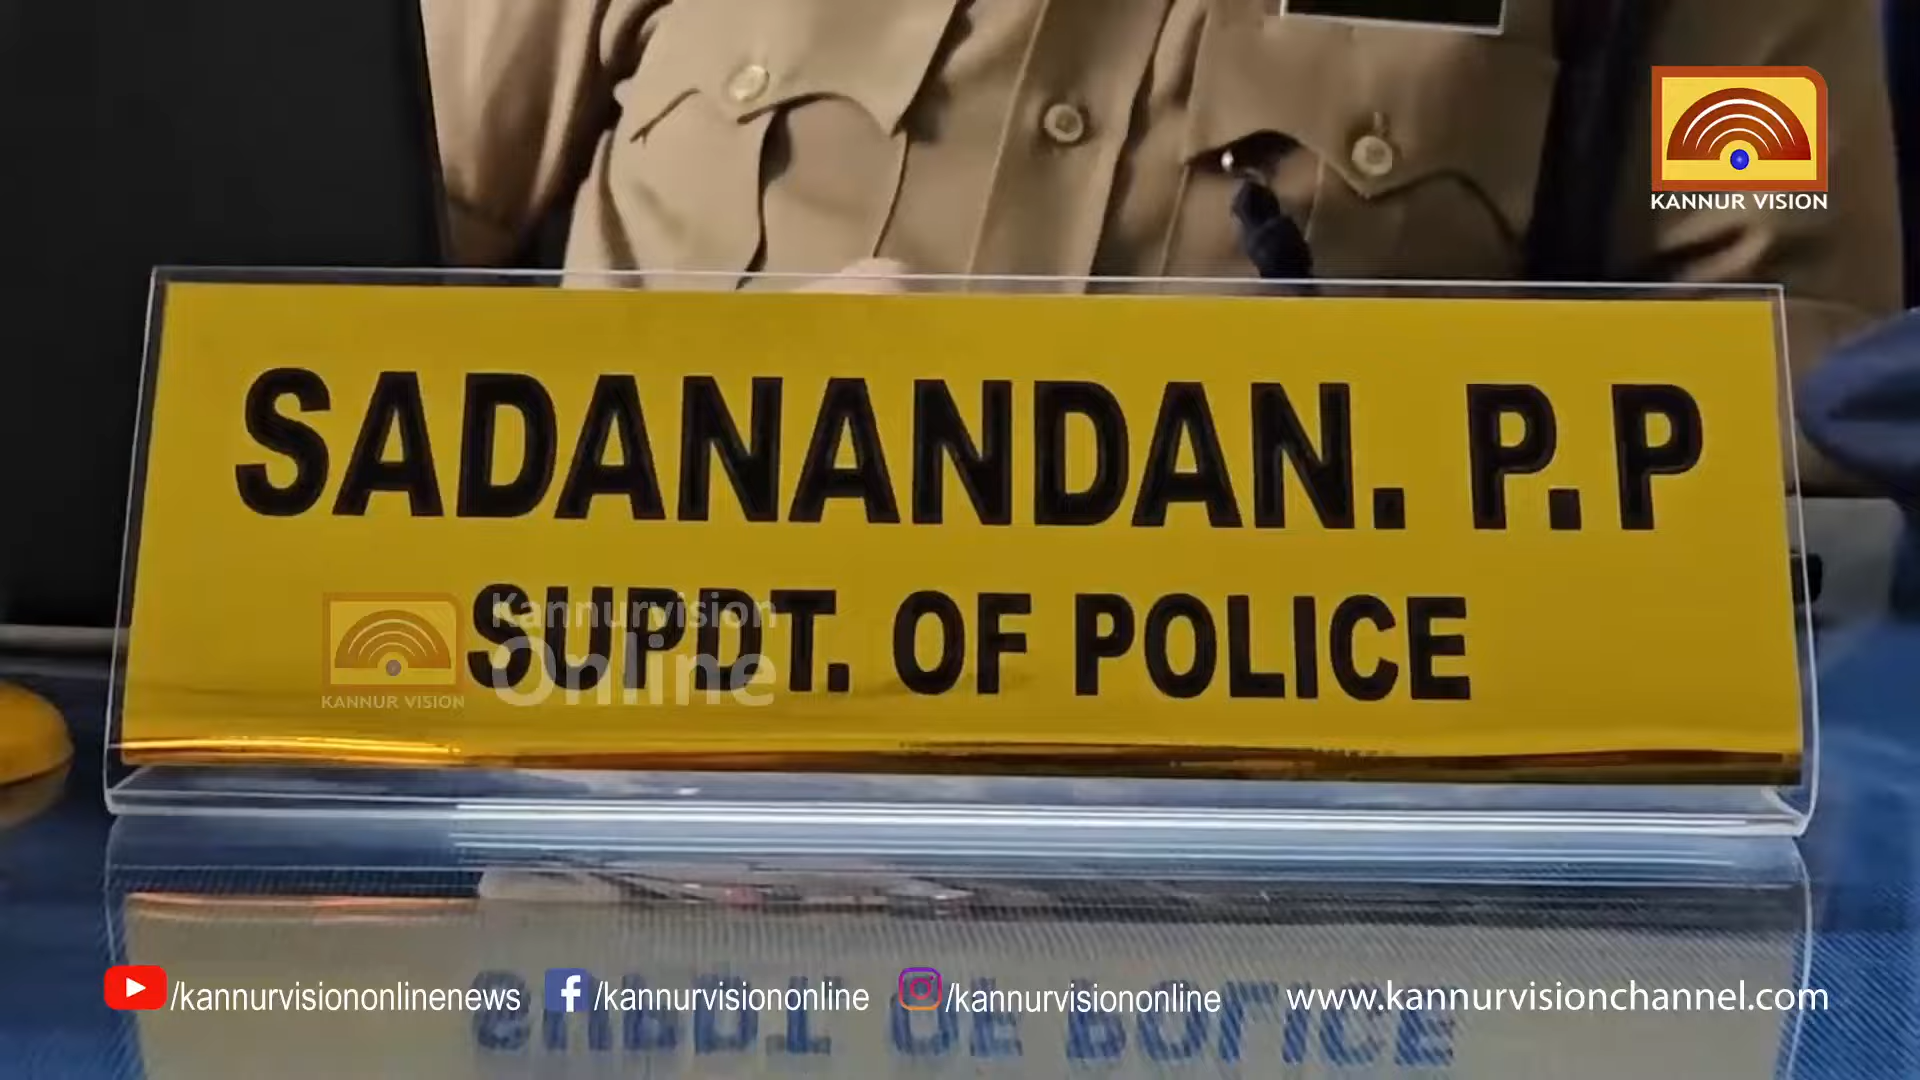 KANNUR VISION
SADANANDAN. P.P
SUPDT. OF POLICE
Kannurvision
Online
KANNUR VISION
/kannurvisiononlinenews
/kannurvisiononline
/kannurvisiononline
www.kannurvisionchannel.com